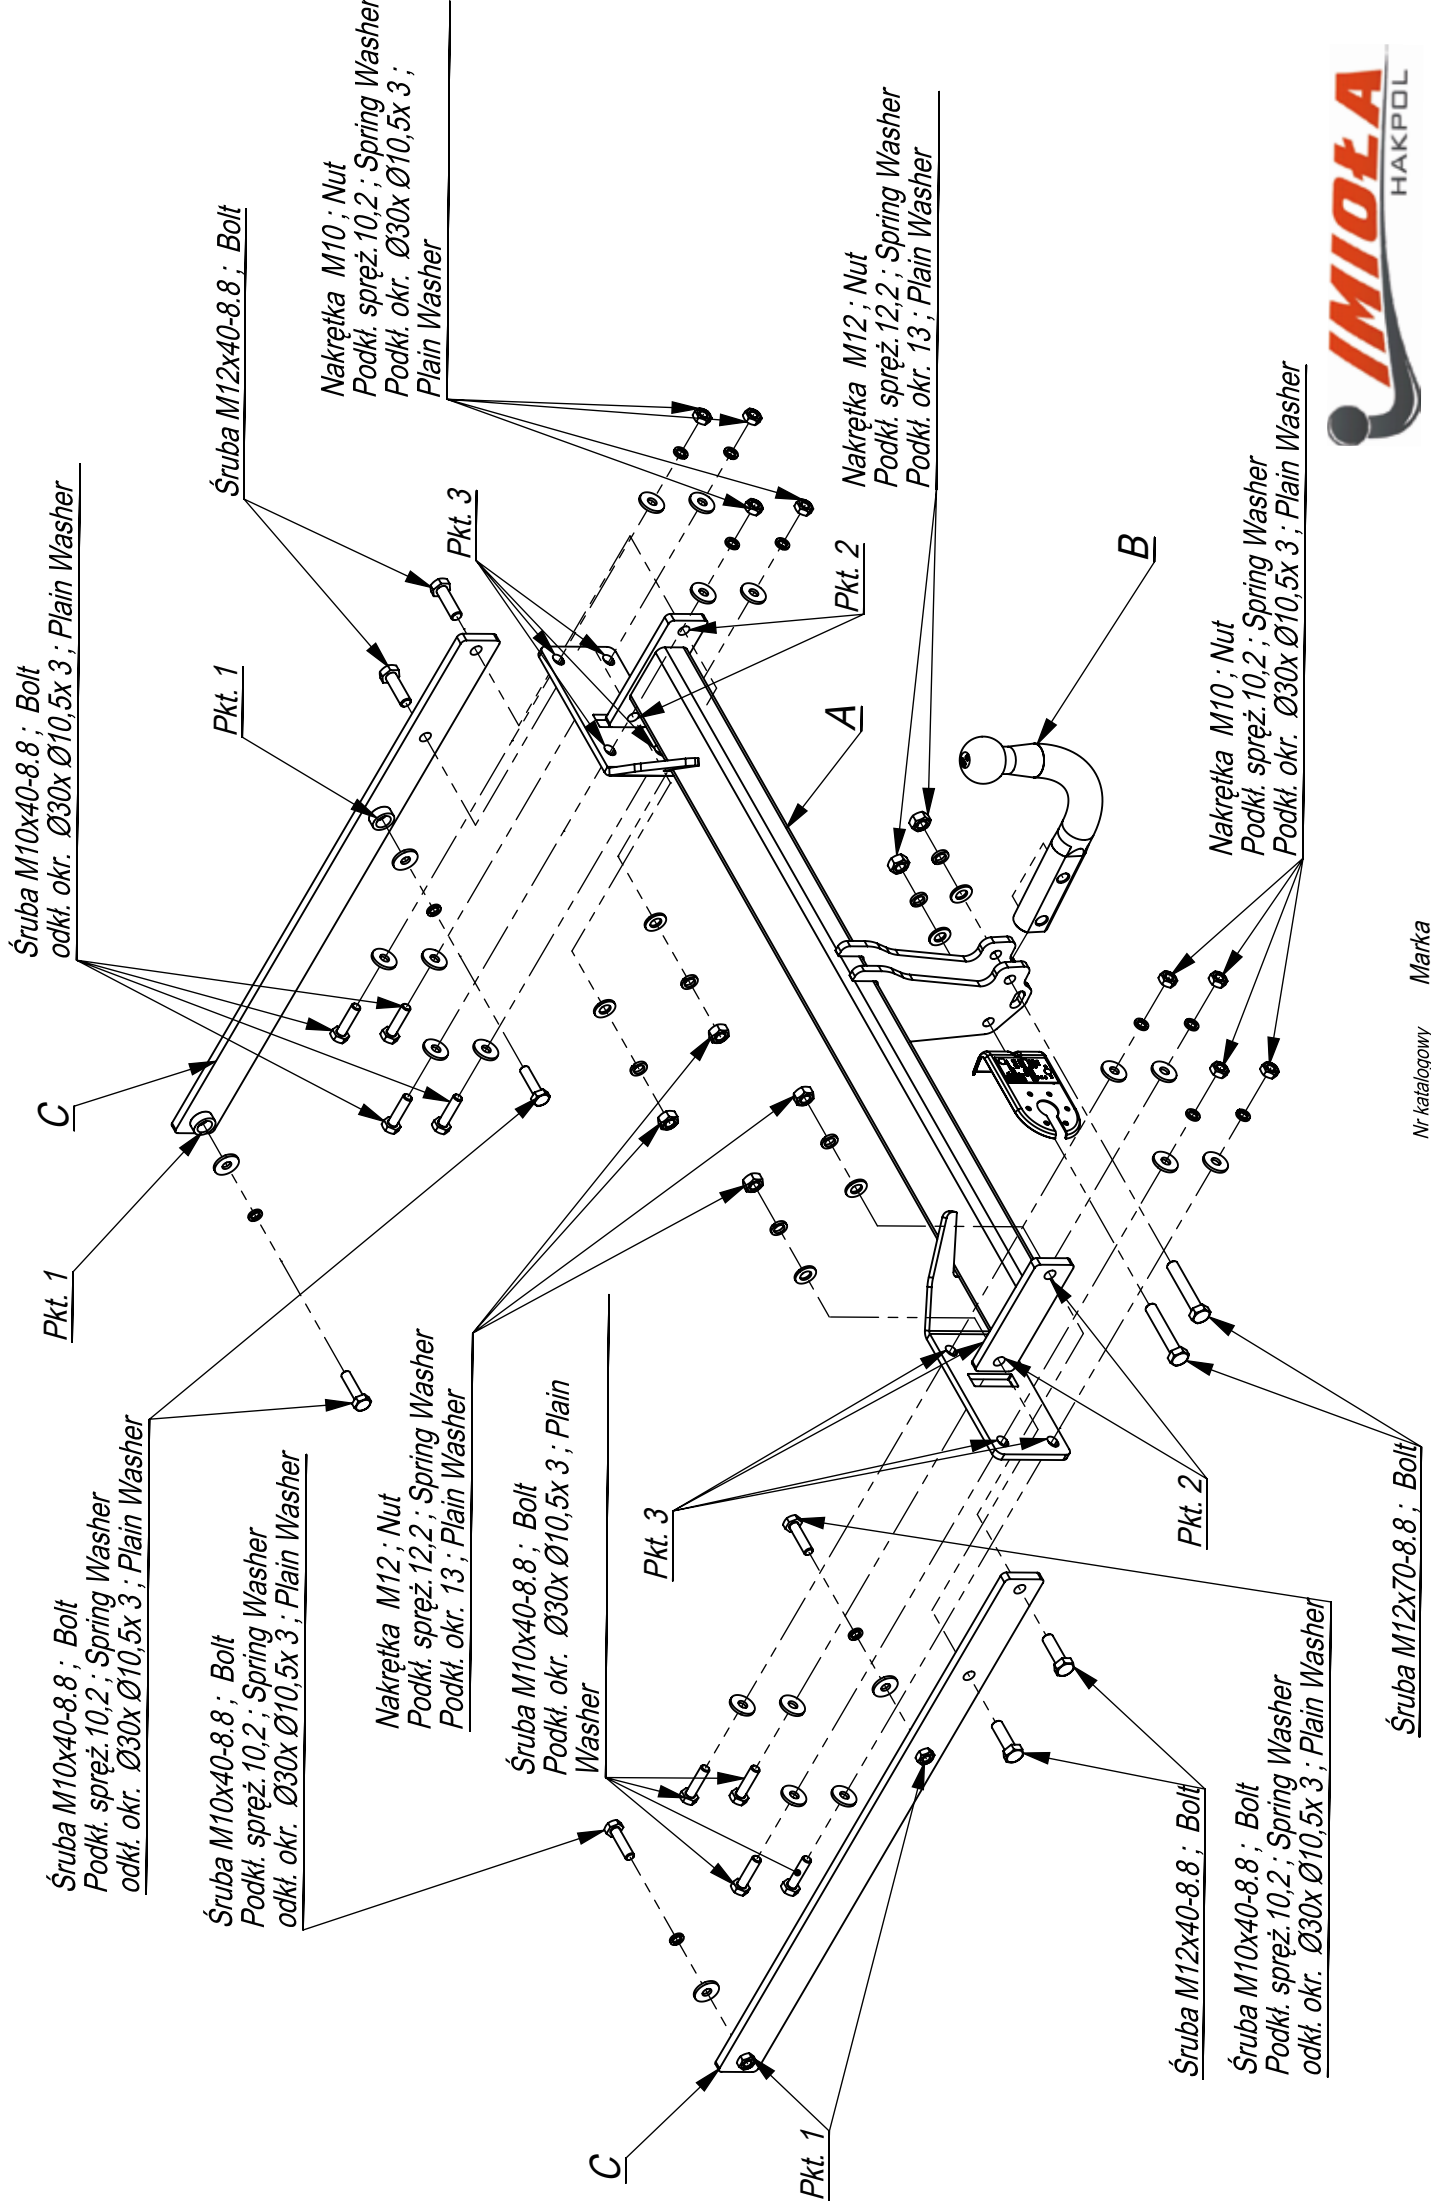 Śruba M10x40-8.8 ; Bolt
Podkł. spręż.10,2 ; Spring Washer
odkł. okr. Ø30x Ø10,5x 3 ; Plain Washer
Śruba M10x40-8.8 ; Bolt
Podkł. spręż.10,2 ; Spring Washer
odkł. okr. Ø30x Ø10,5x 3 ; Plain Washer
Pkt. 1
C
Śruba M10x40-8.8 ; Bolt
odkł. okr. Ø30x Ø10,5x 3 ; Plain Washer
Pkt. 1
Śruba M12x40-8.8 ; Bolt
Nakrętka M10 ; Nut
Podkł. spręż.10,2 ; Spring Washer
Podkł. okr. Ø30x Ø10,5x 3 ;
Plain Washer
Nakrętka M12 ; Nut
Podkł. spręż.12,2 ; Spring Washer
Podkł. okr. 13 ; Plain Washer
Śruba M10x40-8.8 ; Bolt
Podkł. okr. Ø30x Ø10,5x 3 ; Plain
Washer
Pkt. 3
Pkt. 3
Pkt. 2
A
Nakrętka M12 ; Nut
Podkł. spręż.12,2 ; Spring Washer
Podkł. okr. 13 ; Plain Washer
B
C
Pkt. 1
Pkt. 2
Nakrętka M10 ; Nut
Podkł. spręż.10,2 ; Spring Washer
Podkł. okr. Ø30x Ø10,5x 3 ; Plain Washer
Śruba M12x40-8.8 ; Bolt
Śruba M10x40-8.8 ; Bolt
Podkł. spręż.10,2 ; Spring Washer
odkł. okr. Ø30x Ø10,5x 3 ; Plain Washer
Śruba M12x70-8.8 ; Bolt
Nr katalogowy Marka
IMIOŁA
HAKPOL